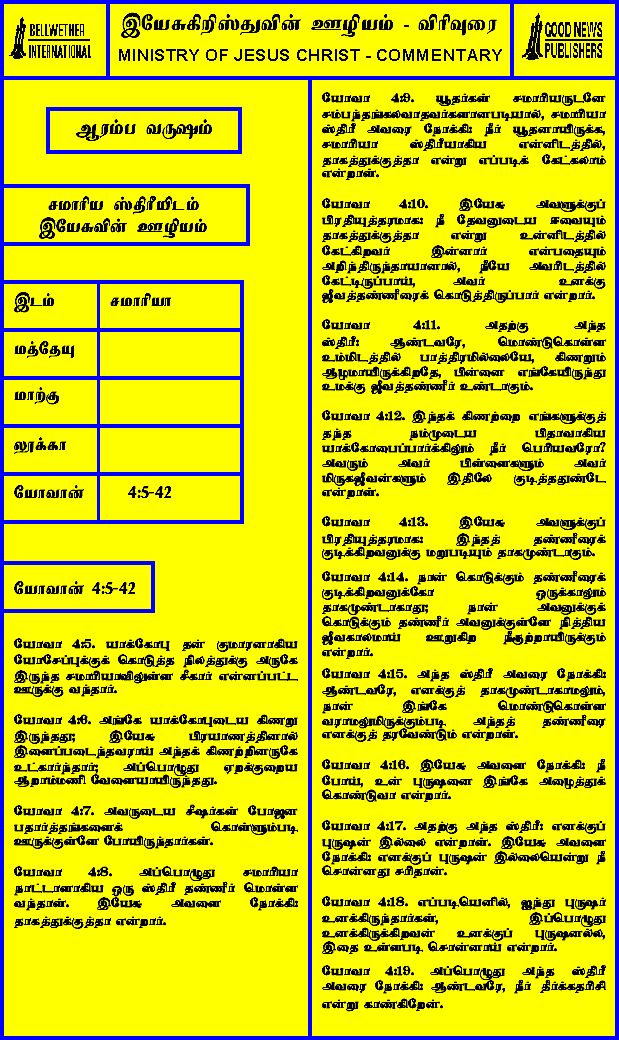 BELLWETHER
INTERNATIONAL
இயேசுகிறிஸ்துவின் ஊழியம் - விரிவுரை
MINISTRY OF JESUS CHRIST - COMMENTARY
GOOD NEWS
PUBLISHERS
ஆரம்ப வருஷம்
சமாரிய ஸ்திரீயிடம்
இயேசுவின் ஊழியம்
இடம் சமாரியா
மத்தேயு
மாற்கு
லூக்கா
யோவான் 4:5-42
யோவான் 4:5-42
யோவா 4:5. யாக்கோபு தன் குமாரனாகிய
யோசேப்புக்குக் கொடுத்த நிலத்துக்கு அருகே
இருந்த சமாரியாவிலுள்ள சீகார் என்னப்பட்ட
ஊருக்கு வந்தார்.
யோவா 4:6. அங்கே யாக்கோபுடைய கிணறு
இருந்தது; இயேசு பிரயாணத்தினால்
இளைப்படைந்தவராய் அந்தக் கிணற்றினருகே
உட்கார்ந்தார்; அப்பொழுது ஏறக்குறைய
ஆறாம்மணி வேளையாயிருந்தது.
யோவா 4:7. அவருடைய சீஷர்கள் போஜன
பதார்த்தங்களைக் கொள்ளும்படி
ஊருக்குள்ளே போயிருந்தார்கள்.
யோவா 4:8. அப்பொழுது சமாரியா
நாட்டாளாகிய ஒரு ஸ்திரீ தண்ணீர் மொள்ள
வந்தாள். இயேசு அவளை நோக்கி:
தாகத்துக்குத்தா என்றார்.
யோவா 4:9. யூதர்கள் சமாரியருடனே
சம்பந்தங்கலவாதவர்களானபடியால், சமாரியா
ஸ்திரீ அவரை நோக்கி: நீர் யூதனாயிருக்க,
சமாரியா ஸ்திரீயாகிய என்னிடத்தில்,
தாகத்துக்குத்தா என்று எப்படிக் கேட்கலாம்
என்றாள்.
யோவா 4:10. இயேசு அவளுக்குப்
பிரதியுத்தரமாக: நீ தேவனுடைய ஈவையும்
தாகத்துக்குத்தா என்று உன்னிடத்தில்
கேட்கிறவர் இன்னார் என்பதையும்
அறிந்திருந்தாயானால், நீயே அவரிடத்தில்
கேட்டிருப்பாய், அவர் உனக்கு
ஜீவத்தண்ணீரைக் கொடுத்திருப்பார் என்றார்.
யோவா 4:11. அதற்கு அந்த
ஸ்திரீ: ஆண்டவரே, மொண்டுகொள்ள
உம்மிடத்தில் பாத்திரமில்லையே, கிணறும்
ஆழமாயிருக்கிறதே, பின்னை எங்கேயிருந்து
உமக்கு ஜீவத்தண்ணீர் உண்டாகும்.
யோவா 4:12. இந்தக் கிணற்றை எங்களுக்குத்
தந்த நம்முடைய பிதாவாகிய
யாக்கோபைப்பார்க்கிலும் நீர் பெரியவரோ?
அவரும் அவர் பிள்ளைகளும் அவர்
மிருகஜீவன்களும் இதிலே குடித்ததுண்டே
என்றாள்.
யோவா 4:13. இயேசு அவளுக்குப்
பிரதியுத்தரமாக: இந்தத் தண்ணீரைக்
குடிக்கிறவனுக்கு மறுபடியும் தாகமுண்டாகும்.
யோவா 4:14. நான் கொடுக்கும் தண்ணீரைக்
குடிக்கிறவனுக்கோ ஒருக்காலும்
தாகமுண்டாகாது; நான் அவனுக்குக்
கொடுக்கும் தண்ணீர் அவனுக்குள்ளே நித்திய
ஜீவகாலமாய் ஊறுகிற நீரூற்றாயிருக்கும்
என்றார்.
யோவா 4:15. அந்த ஸ்திரீ அவரை நோக்கி:
ஆண்டவரே, எனக்குத் தாகமுண்டாகாமலும்,
நான் இங்கே மொண்டுகொள்ள
வராமலுமிருக்கும்படி அந்தத் தண்ணீரை
எனக்குத் தரவேண்டும் என்றாள்.
யோவா 4:16. இயேசு அவளை நோக்கி: நீ
போய், உன் புருஷனை இங்கே அழைத்துக்
கொண்டுவா என்றார்.
யோவா 4:17. அதற்கு அந்த ஸ்திரீ: எனக்குப்
புருஷன் இல்லை என்றாள். இயேசு அவளை
நோக்கி: எனக்குப் புருஷன் இல்லையென்று நீ
சொன்னது சரிதான்.
யோவா 4:18. எப்படியெனில், ஐந்து புருஷர்
உனக்கிருந்தார்கள், இப்பொழுது
உனக்கிருக்கிறவன் உனக்குப் புருஷனல்ல,
இதை உள்ளபடி சொன்னாய் என்றார்.
யோவா 4:19. அப்பொழுது அந்த ஸ்திரீ
அவரை நோக்கி: ஆண்டவரே, நீர் தீர்க்கதரிசி
என்று காண்கிறேன்.